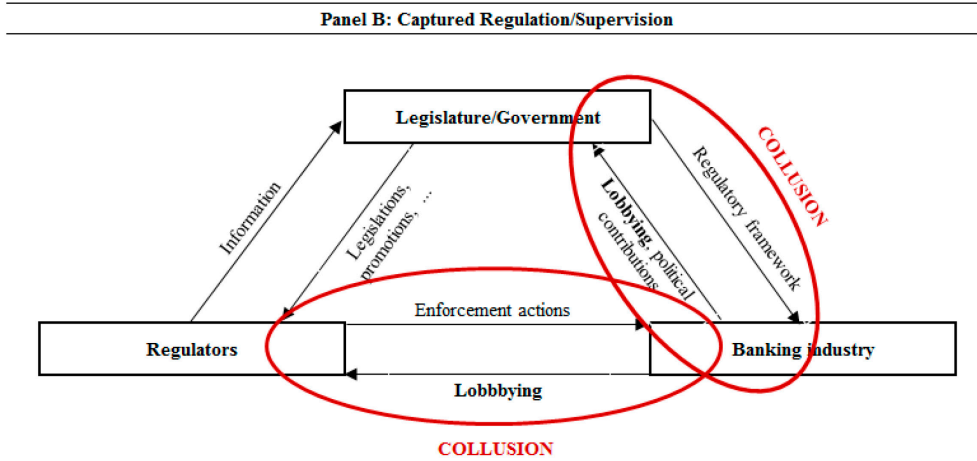 Panel B: Captured Regulation/Supervision
Legislature/Government
COLLUSION
Regulatory framework
Information
Legislations,
promotions, ...
Lobbying, political
contributions
Enforcement actions
Regulators
Banking industry
Lobbbying
COLLUSION